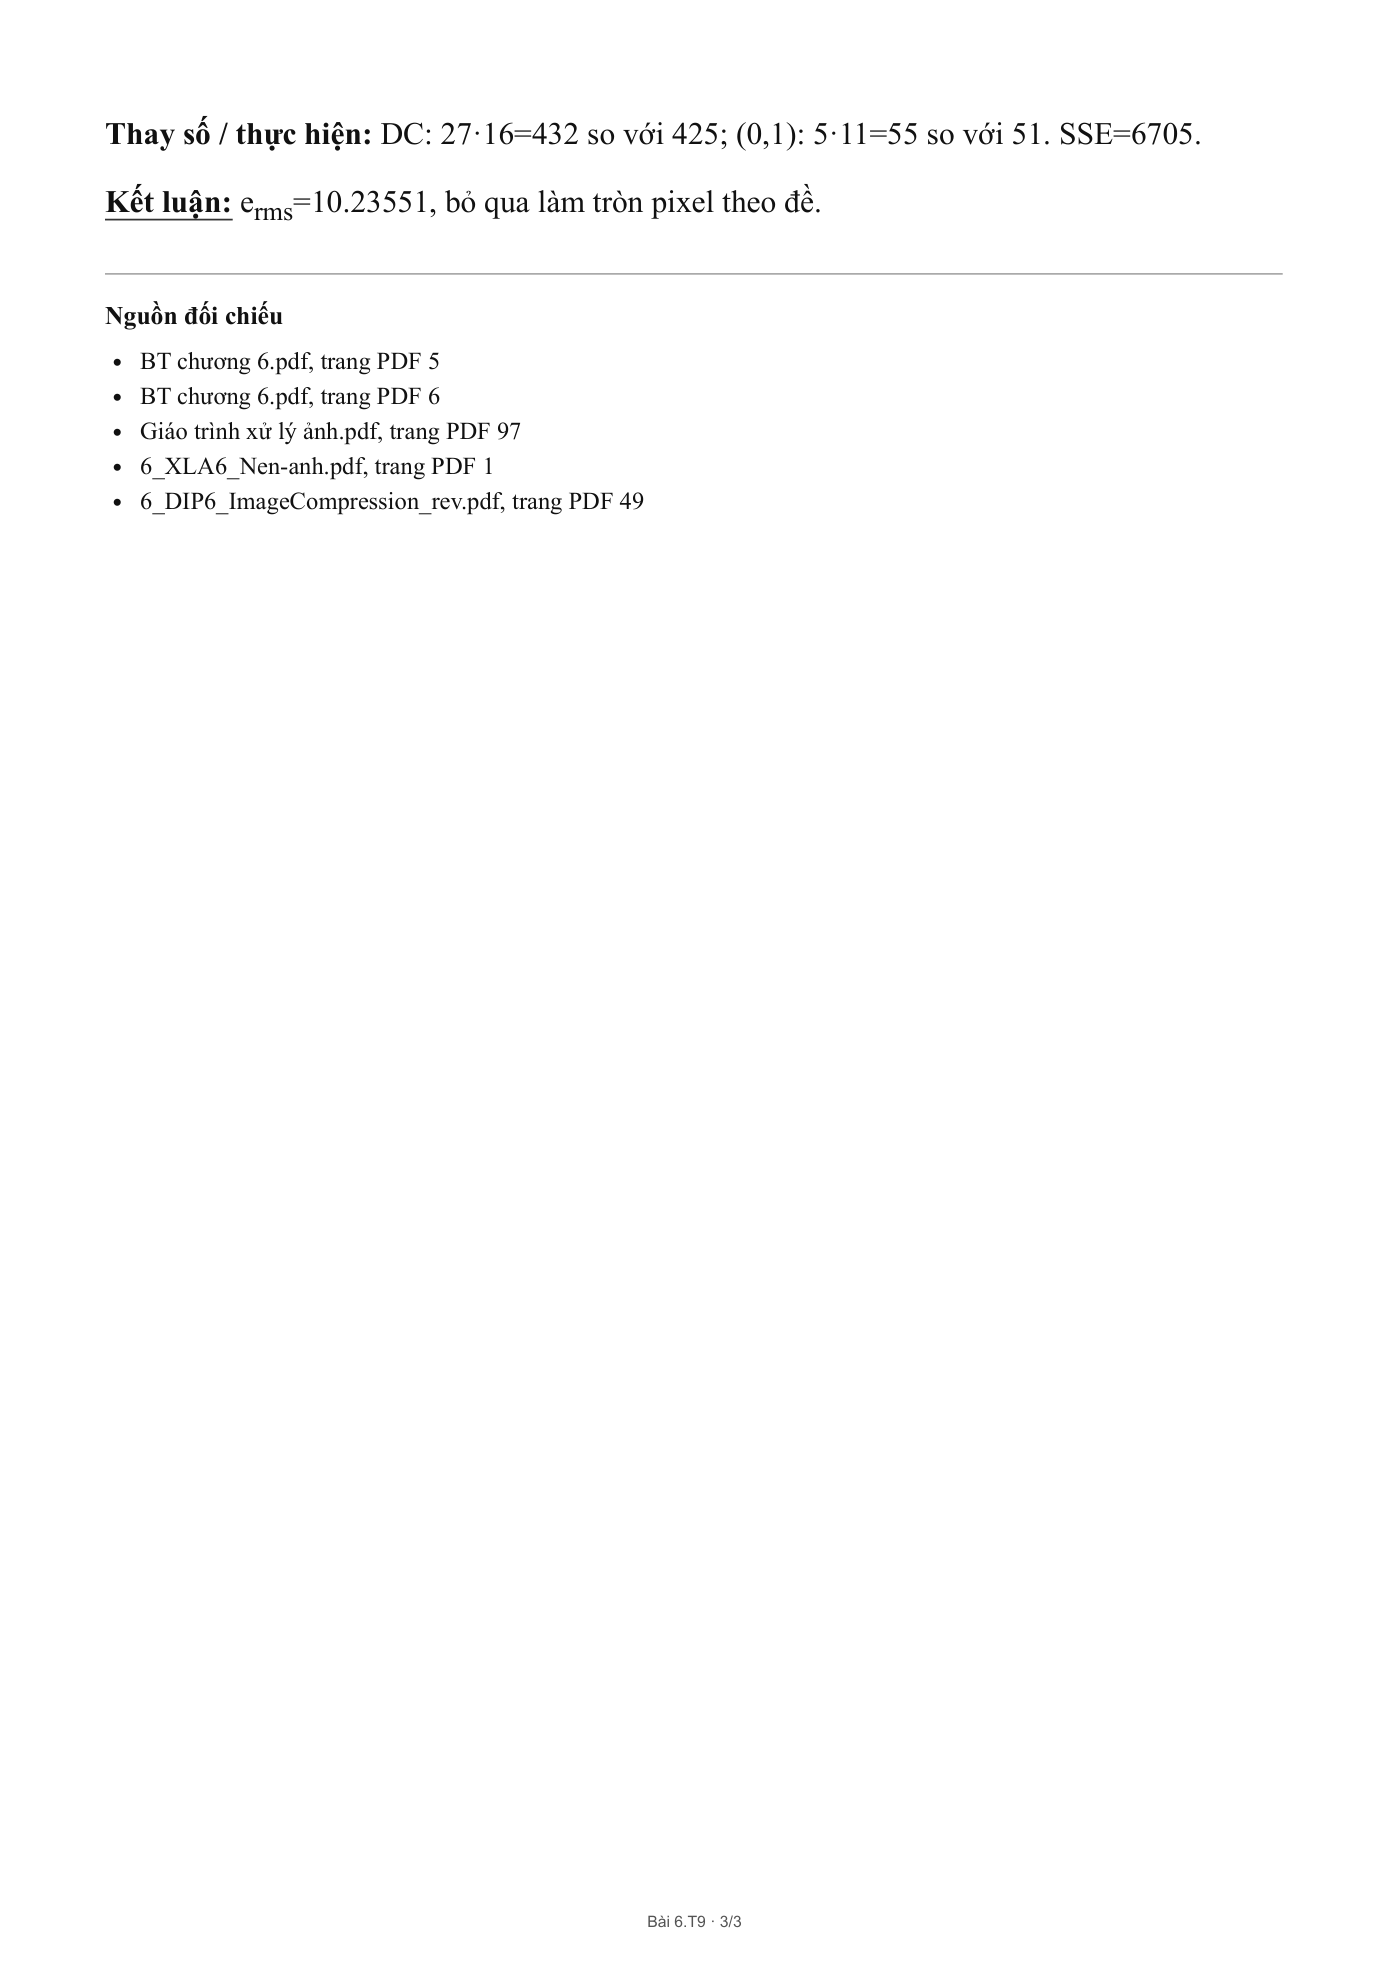 Thay số / thực hiện: DC: 27·16=432 so với 425; (0,1): 5·11=55 so với 51. SSE=6705.
Kết luận: erms=10.23551, bỏ qua làm tròn pixel theo đề.
Nguồn đối chiếu
• BT chương 6.pdf, trang PDF 5
• BT chương 6.pdf, trang PDF 6
• Giáo trình xử lý ảnh.pdf, trang PDF 97
• 6_XLA6_Nen-anh.pdf, trang PDF 1
• 6_DIP6_ImageCompression_rev.pdf, trang PDF 49
Bài 6.T9 · 3/3